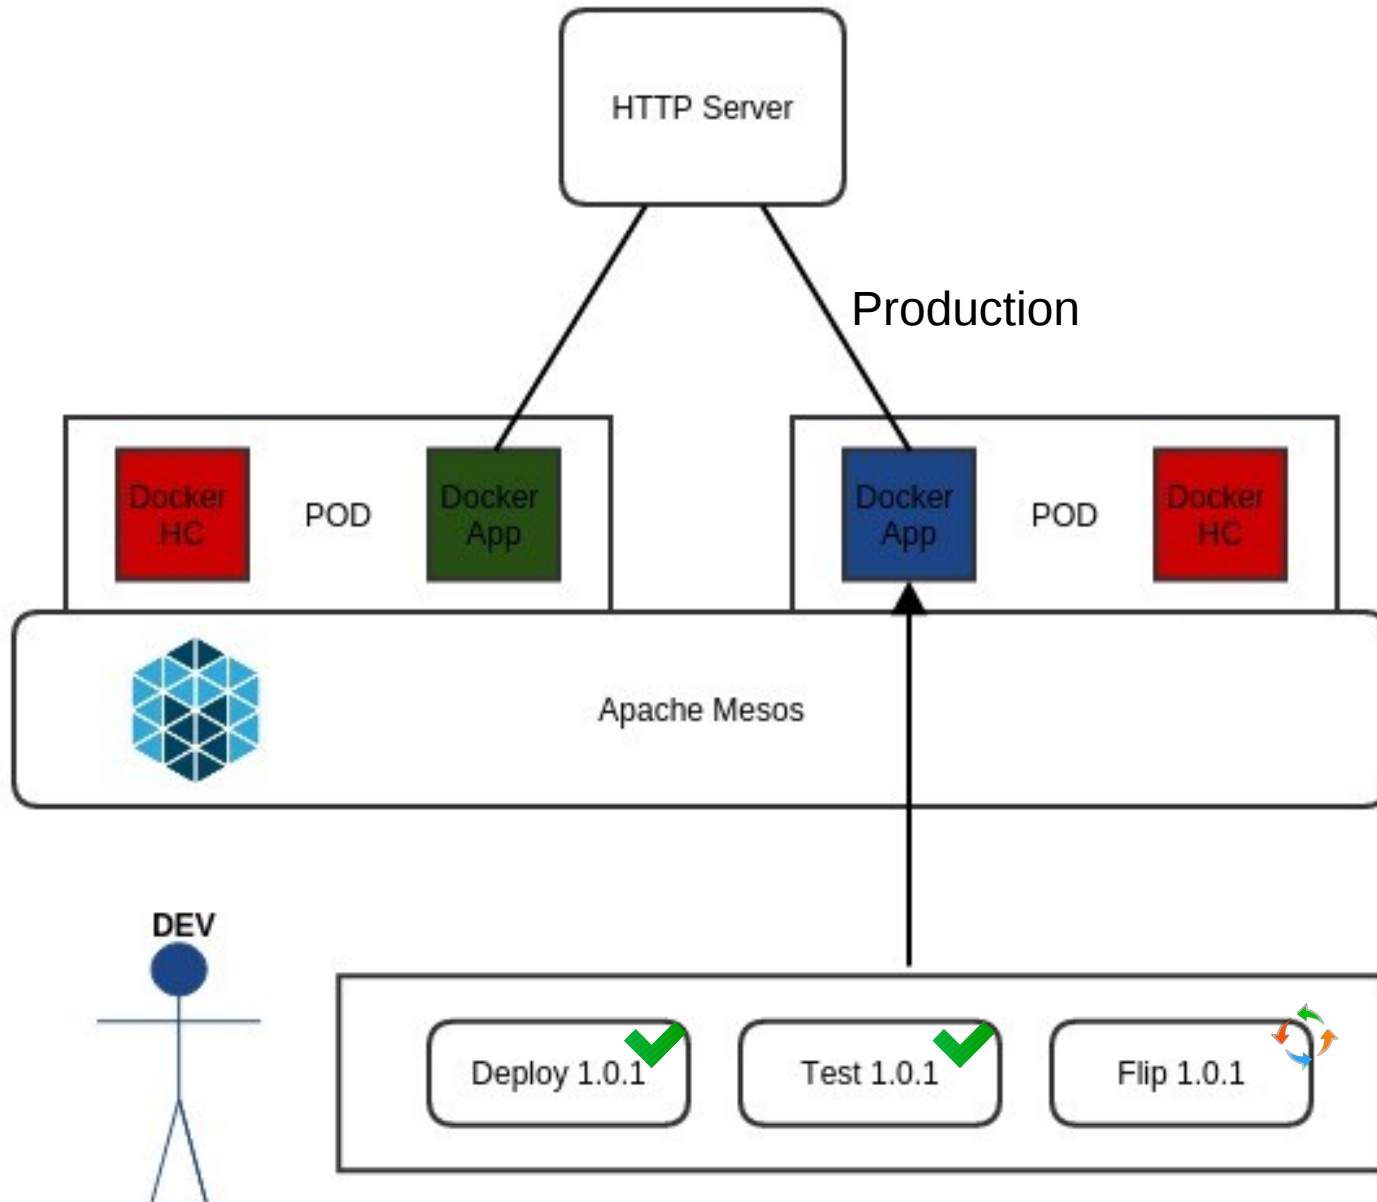 HTTP Server
Production
Docker
HC
POD
Docker
App
Docker
App
POD
Docker
HC
Apache Mesos
DEV
Deploy 1.0.1
Test 1.0.1
Flip 1.0.1